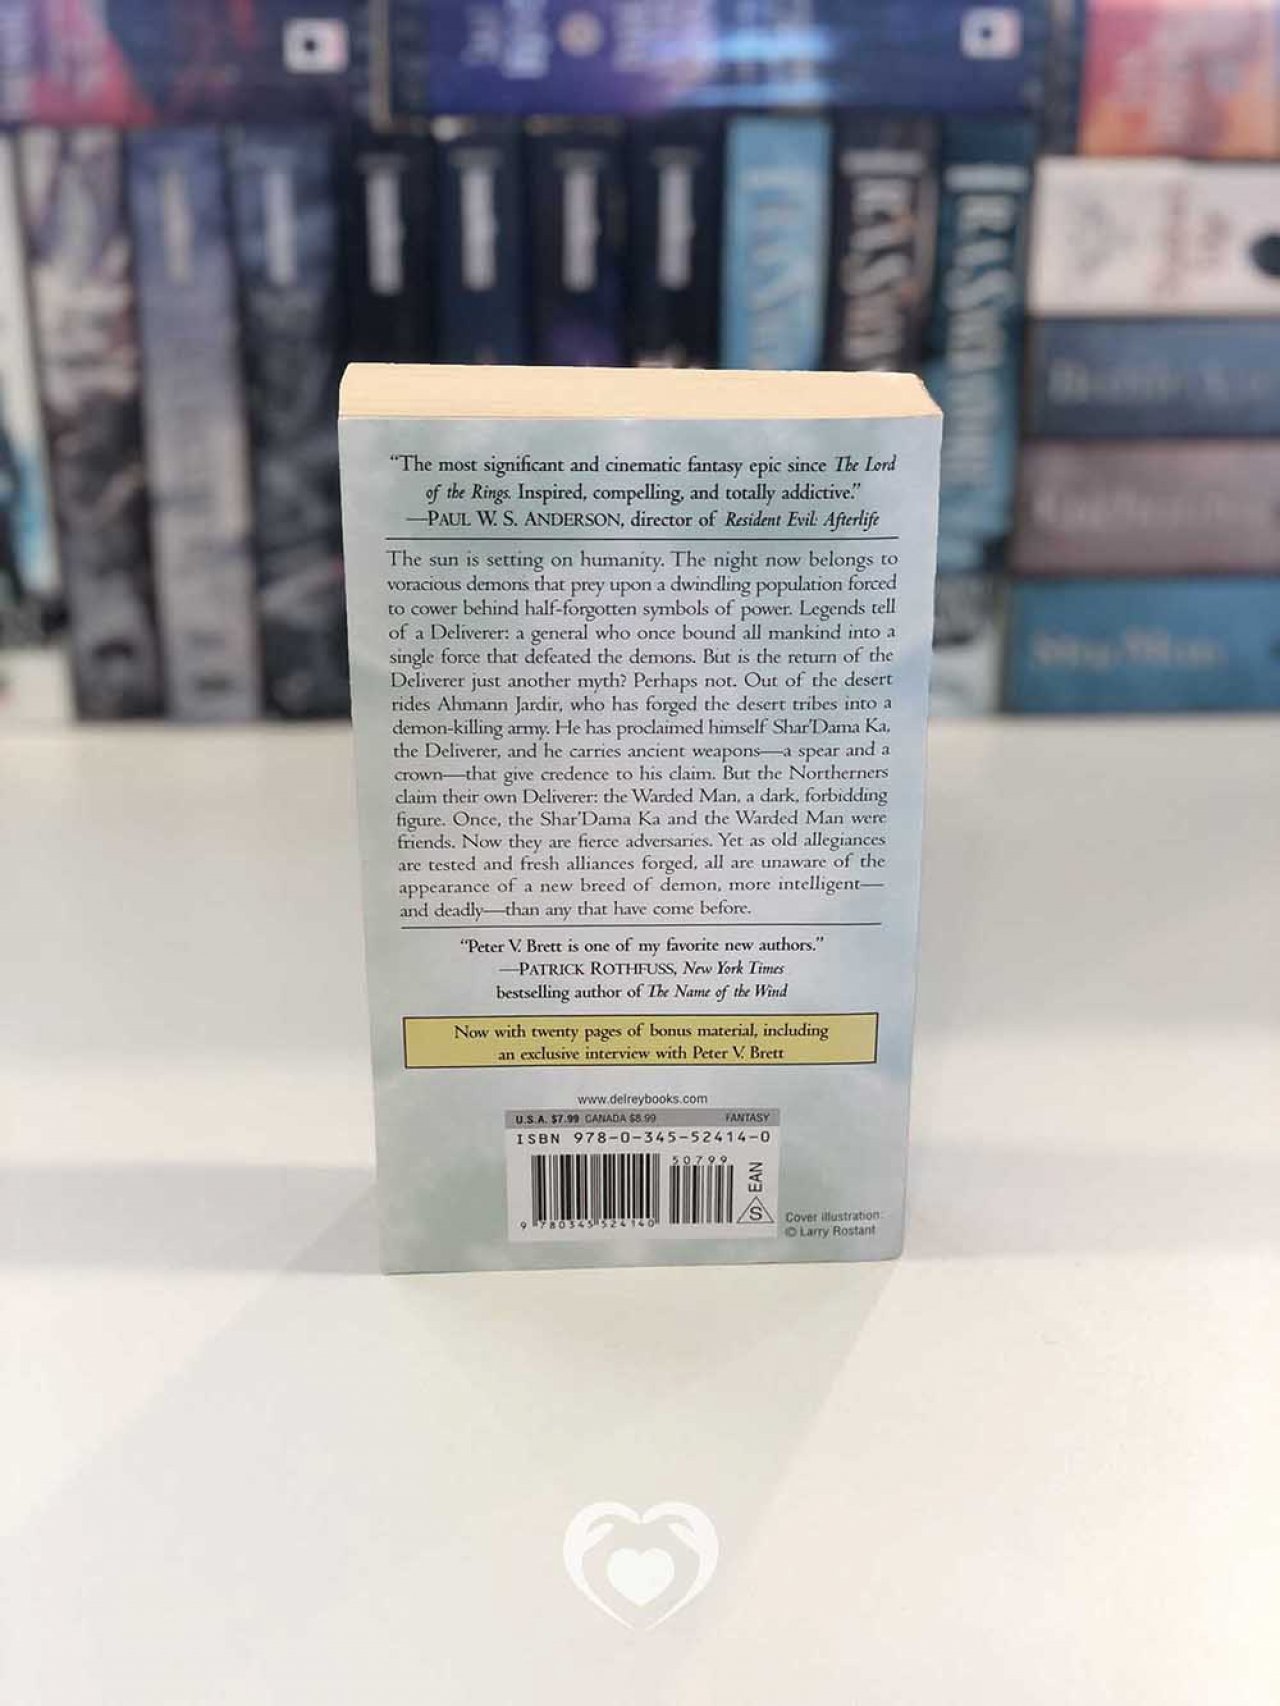 “The most significant and cinematic fantasy epic since The Lord
of the Rings. Inspired, compelling, and totally addictive.”
—PAUL W. S. ANDERSON, director of Resident Evil: Afterlife
The sun is setting on humanity. The night now belongs to
voracious demons that prey upon a dwindling population forced
to cower behind half-forgotten symbols of power. Legends tell
of a Deliverer: a general who once bound all mankind into a
single force that defeated the demons. But is the return of the
Deliverer just another myth? Perhaps not. Out of the desert
rides Ahmann Jardir, who has forged the desert tribes into a
demon-killing army. He has proclaimed himself Shar’Dama Ka,
the Deliverer, and he carries ancient weapons—a spear and a
crown—that give credence to his claim. But the Northerners
claim their own Deliverer: the Warded Man, a dark, forbidding
figure. Once, the Shar’Dama Ka and the Warded Man were
friends. Now they are fierce adversaries. Yet as old allegiances
are tested and fresh alliances forged, all are unaware of the
appearance of a new breed of demon, more intelligent—
and deadly—than any that have come before.
“Peter V. Brett is one of my favorite new authors.”
—PATRICK ROTHFUSS, New York Times
bestselling author of The Name of the Wind
Now with twenty pages of bonus material, including
an exclusive interview with Peter V. Brett
www.delreybooks.com
U.S.A. $7.99 CANADA $8.99 FANTASY
ISBN 978-0-345-52414-0
50799
EAN
S
9 780345 524140
Cover illustration:
© Larry Rostant